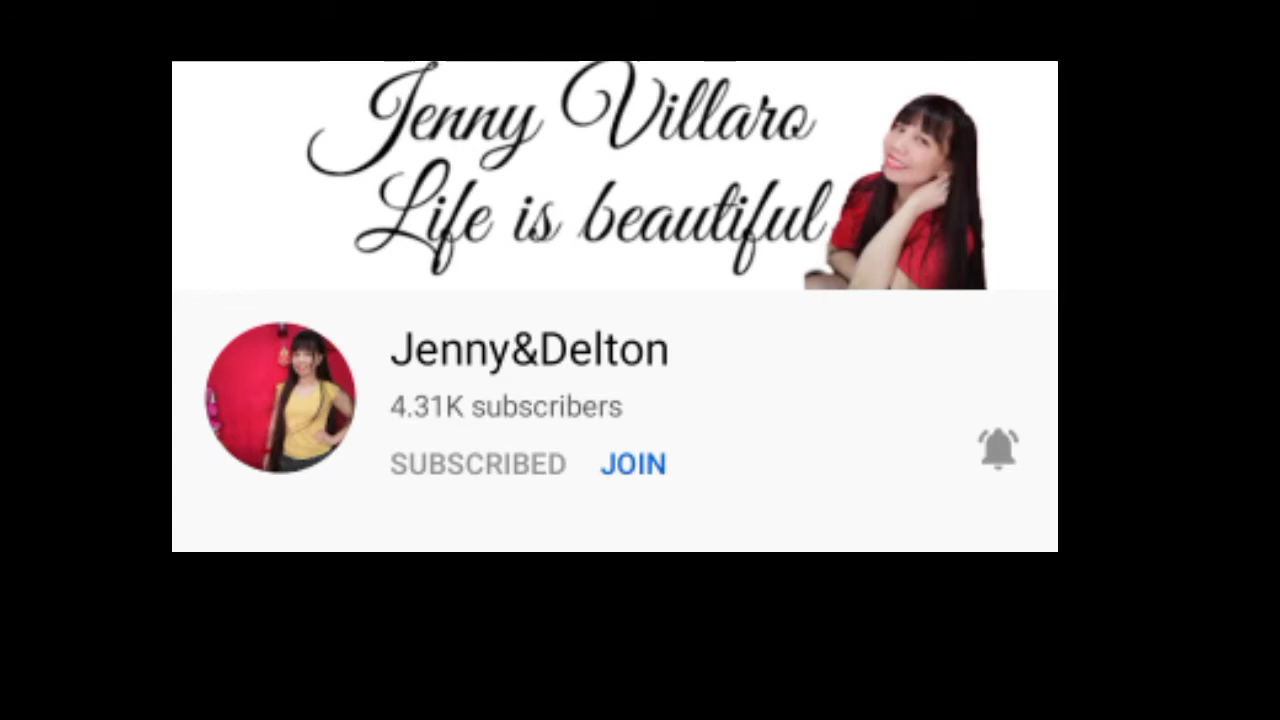 Jenny Villaro
Life is beautiful
Jenny&Delton
4.31K subscribers
SUBSCRIBED JOIN